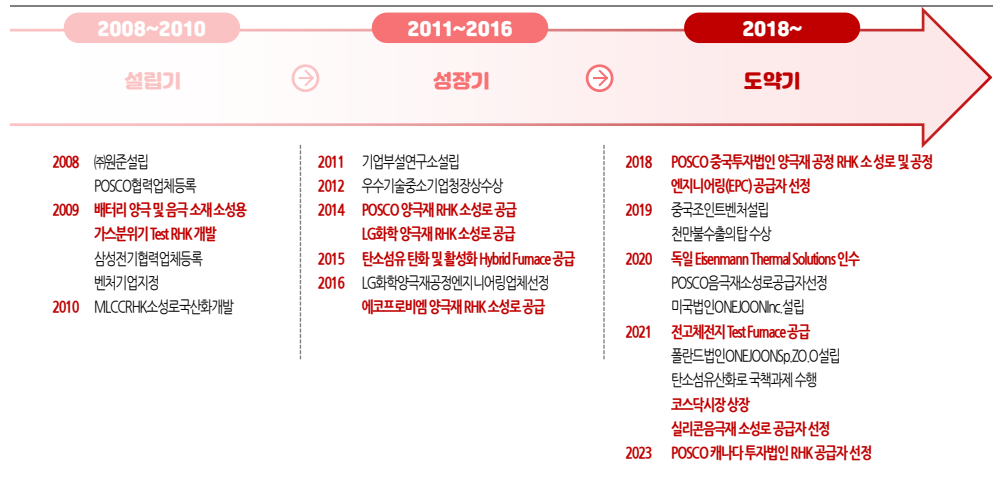 2008~2010
2011~2016
2018~
설립기
성장기
도약기
2008 ㈜원준설립
POSCO협력업체등록
2009 배터리 양극 및 음극 소재 소성용
가스분위기 Test RHK 개발
삼성전기협력업체등록
벤처기업지정
2010 MLCCRHK소성로국산화개발
2011 기업부설연구소설립
2012 우수기술중소기업청장상수상
2014 POSCO 양극재 RHK 소성로 공급
LG화학 양극재 RHK 소성로 공급
2015 탄소섬유 탄화 및 활성화 Hybrid Furnace 공급
2016 LG화학양극재공정엔지니어링업체선정
에코프로비엠 양극재 RHK 소성로 공급
2018 POSCO 중국투자법인 양극재 공정 RHK 소성로 및 공정
엔지니어링(EPC) 공급자 선정
2019 중국조인트벤처설립
천만불수출의탑 수상
2020 독일 Eisenmann Thermal Solutions 인수
POSCO음극재소성로공급자선정
미국법인ONEJOONInc.설립
2021 전고체전지 Test Furnace 공급
폴란드법인ONEJOONSp.ZO.O설립
탄소섬유산화로 국책과제 수행
코스닥시장 상장
실리콘음극재 소성로 공급자 선정
2023 POSCO 캐나다 투자법인 RHK 공급자 선정